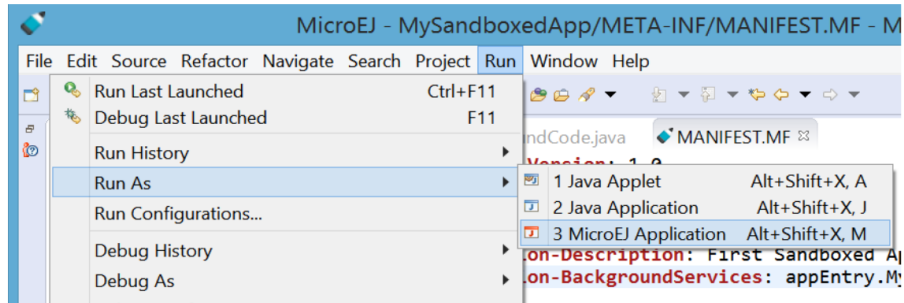 MicroEJ - MySandboxedApp/META-INF/MANIFEST.MF - M
File Edit Source Refactor Navigate Search Project Run Window Help
Run Last Launched Ctrl+F11
Debug Last Launched F11
ndCode.java MANIFEST.MF
Run History
Version: 1.0
Run As
1 Java Applet Alt+Shift+X, A
2 Java Application Alt+Shift+X, J
Run Configurations...
3 MicroEJ Application Alt+Shift+X, M
Debug History
on-Description: First Sandboxed A
Debug As
on-BackgroundServices: appEntry.My